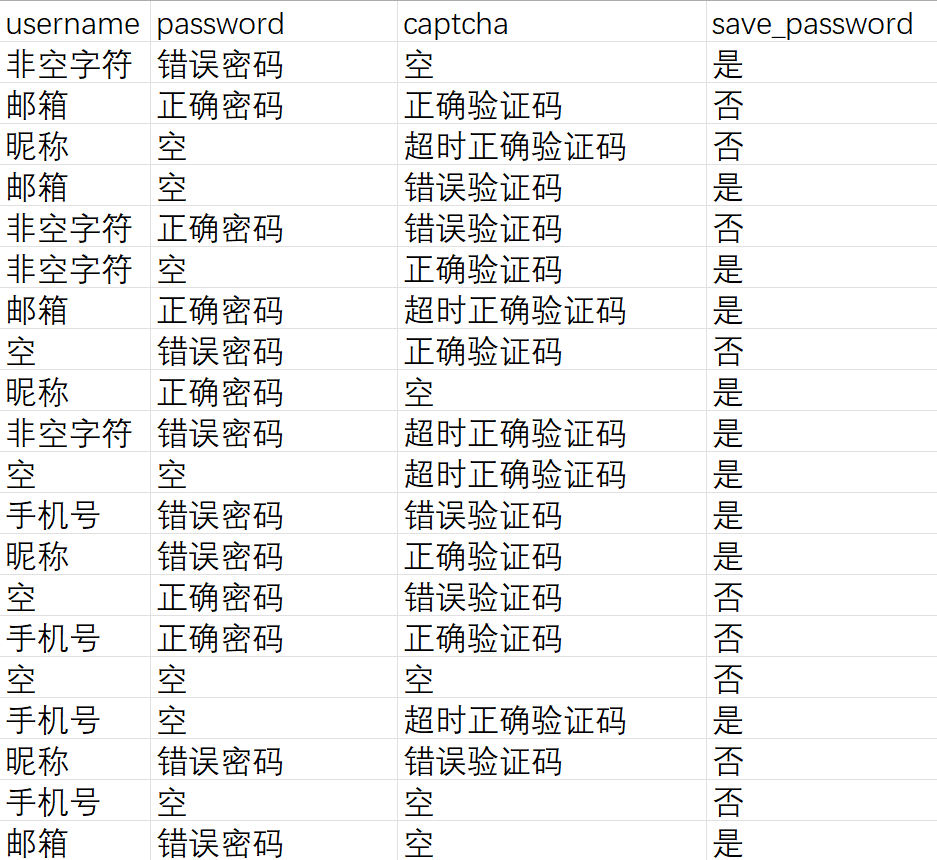 username password captcha save_password
非空字符 错误密码 空 是
邮箱 正确密码 正确验证码 否
昵称 空 超时正确验证码 否
邮箱 空 错误验证码 是
非空字符 正确密码 错误验证码 否
非空字符 空 正确验证码 是
邮箱 正确密码 超时正确验证码 是
空 错误密码 正确验证码 否
昵称 正确密码 空 是
非空字符 错误密码 超时正确验证码 是
空 空 超时正确验证码 是
手机号 错误密码 错误验证码 是
昵称 错误密码 正确验证码 是
空 正确密码 错误验证码 否
手机号 正确密码 正确验证码 否
空 空 空 否
手机号 空 超时正确验证码 是
昵称 错误密码 错误验证码 否
手机号 空 空 否
邮箱 错误密码 空 是